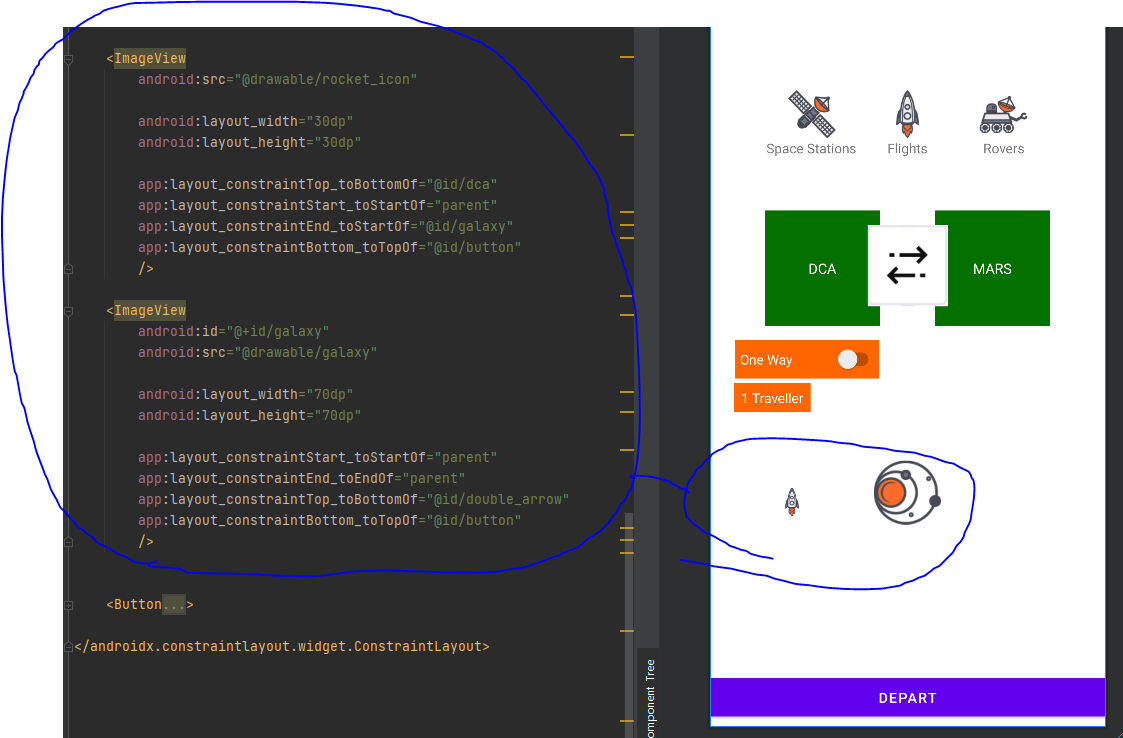 <ImageView
android:src="@drawable/rocket_icon"
android:layout_width="30dp"
android:layout_height="30dp"
app:layout_constraintTop_toBottomOf="@id/dca"
app:layout_constraintStart_toStartOf="parent"
app:layout_constraintEnd_toStartOf="@id/galaxy"
app:layout_constraintBottom_toTopOf="@id/button"
/>
<ImageView
android:id="@+id/galaxy"
android:src="@drawable/galaxy"
android:layout_width="70dp"
android:layout_height="70dp"
app:layout_constraintStart_toStartOf="parent"
app:layout_constraintEnd_toEndOf="parent"
app:layout_constraintTop_toBottomOf="@id/double_arrow"
app:layout_constraintBottom_toTopOf="@id/button"
/>
<Button...>
</androidx.constraintlayout.widget.ConstraintLayout>
omponent Tree
Space Stations Flights Rovers
DCA MARS
One Way
1 Traveller
DEPART